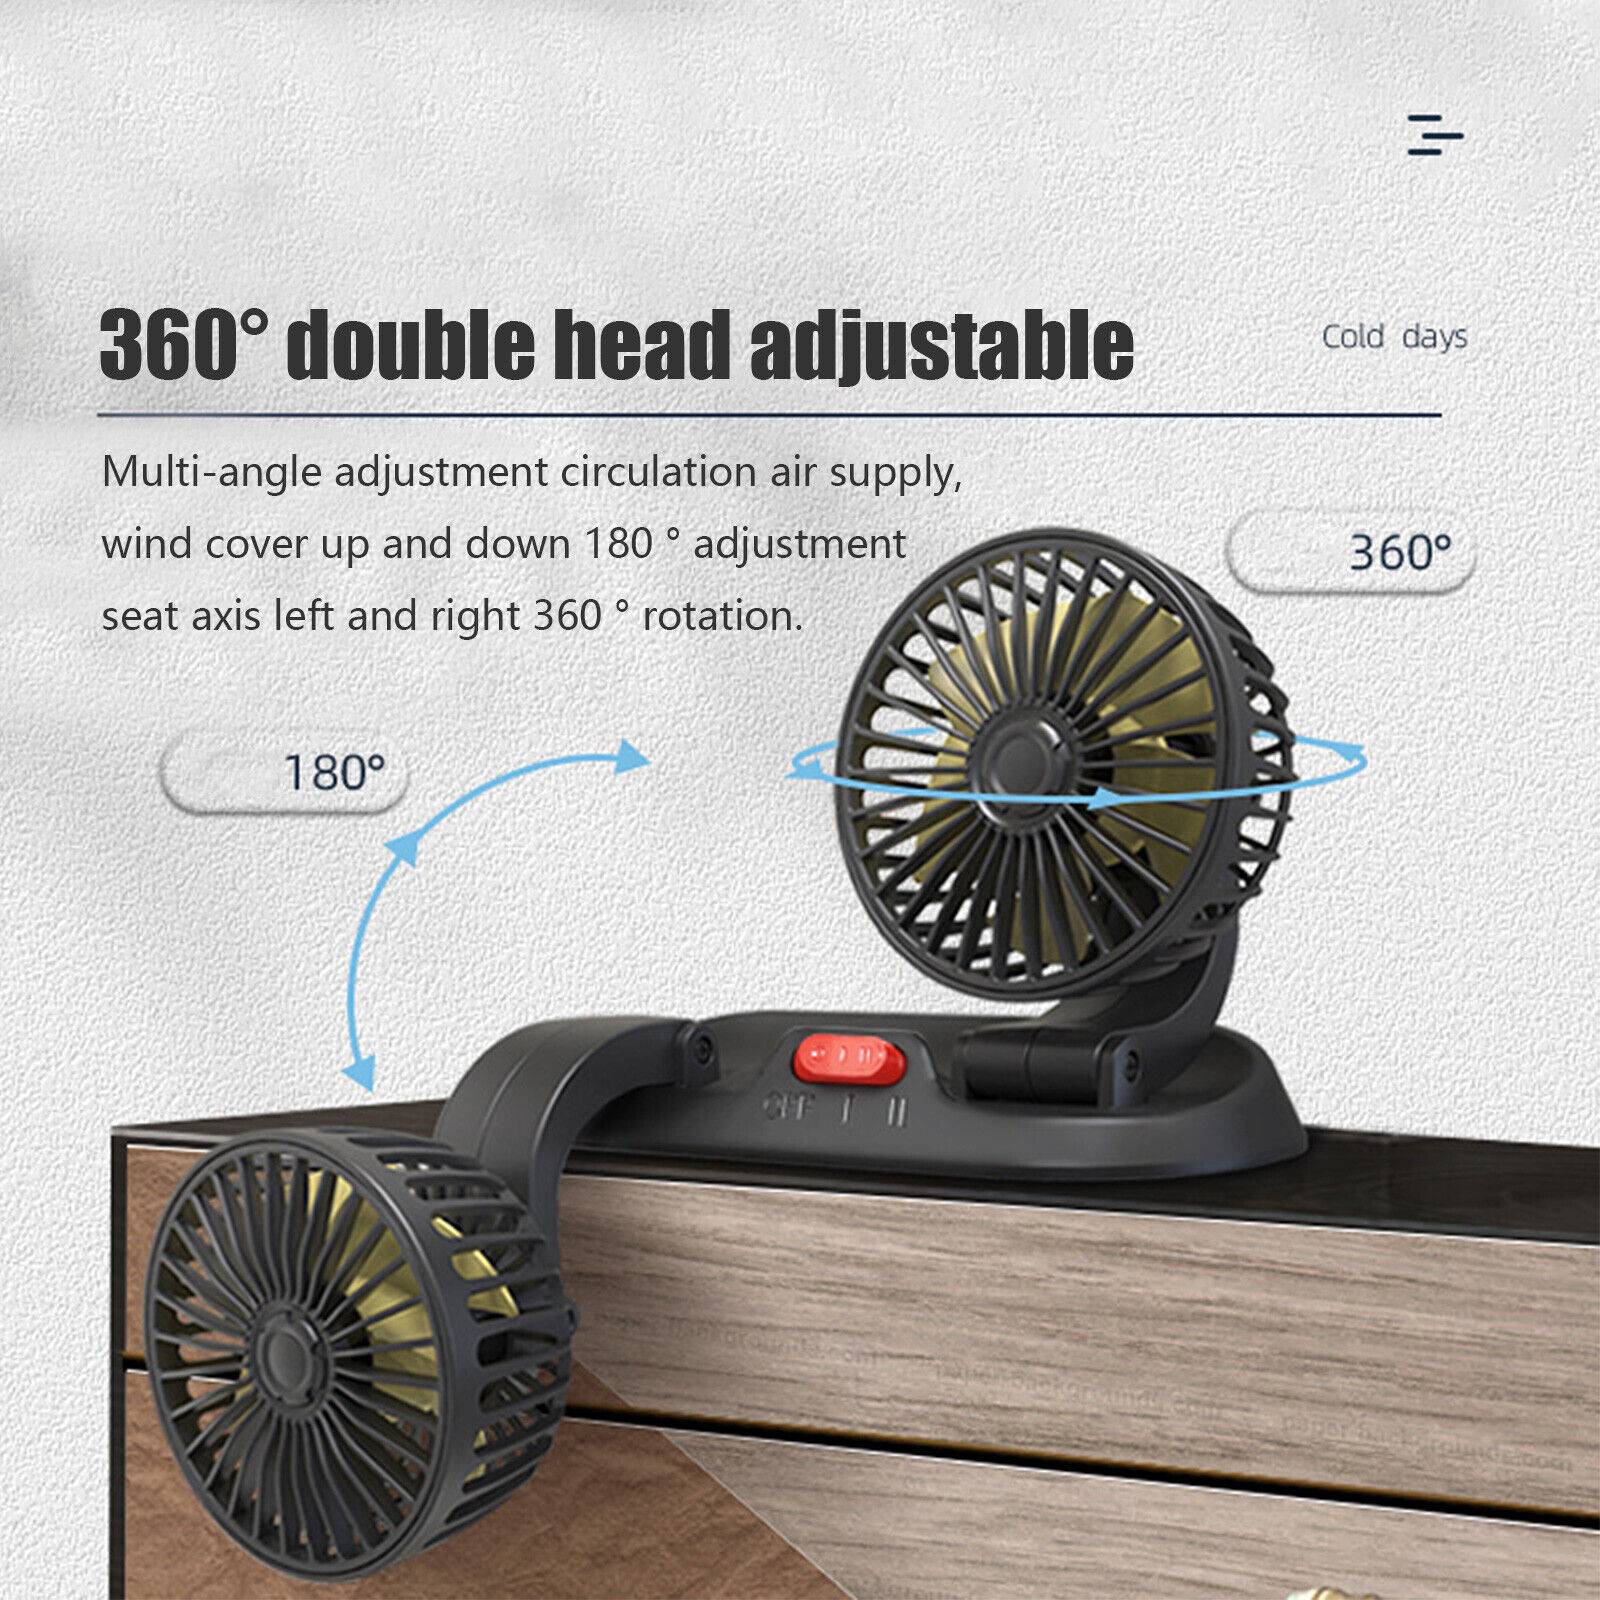 360° double head adjustable
Cold days
Multi-angle adjustment circulation air supply,
wind cover up and down 180 ° adjustment
seat axis left and right 360 ° rotation.
360°
180°
OFF I II